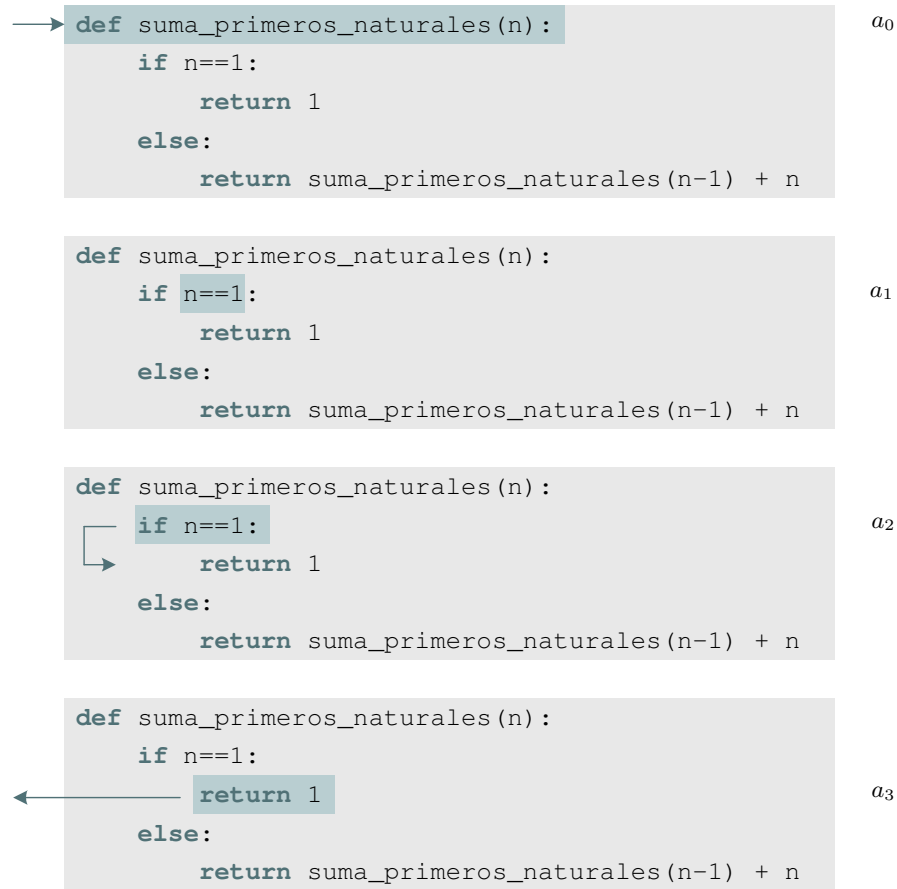 def suma_primeros_naturales(n): a0
if n==1:
return 1
else:
return suma_primeros_naturales(n-1) + n
def suma_primeros_naturales(n):
if n==1: a1
return 1
else:
return suma_primeros_naturales(n-1) + n
def suma_primeros_naturales(n):
if n==1: a2
return 1
else:
return suma_primeros_naturales(n-1) + n
def suma_primeros_naturales(n):
if n==1:
return 1 a3
else:
return suma_primeros_naturales(n-1) + n